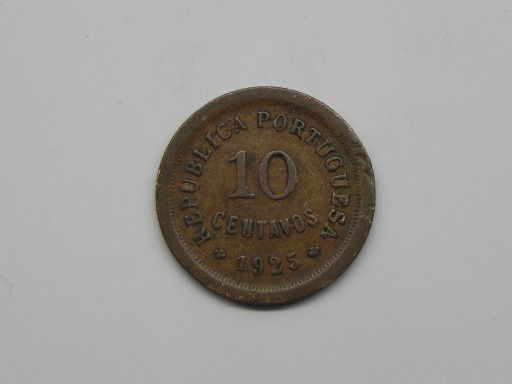 REPUBLICA PORTUGUESA
10
CENTAVOS
* 1925 *